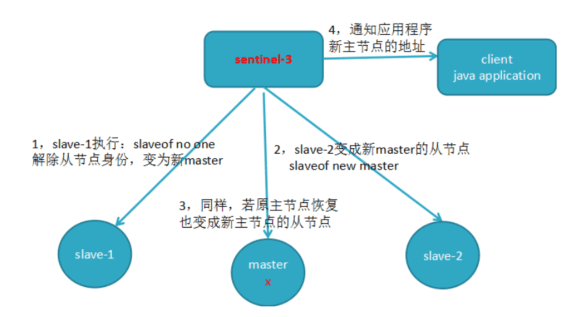 4，通知应用程序
新主节点的地址
sentinel-3
client
java application
1，slave-1执行：slaveof no one
解除从节点身份，变为新master
2，slave-2变成新master的从节点
slaveof new master
3，同样，若原主节点恢复
也变成新主节点的从节点
slave-1
master
x
slave-2